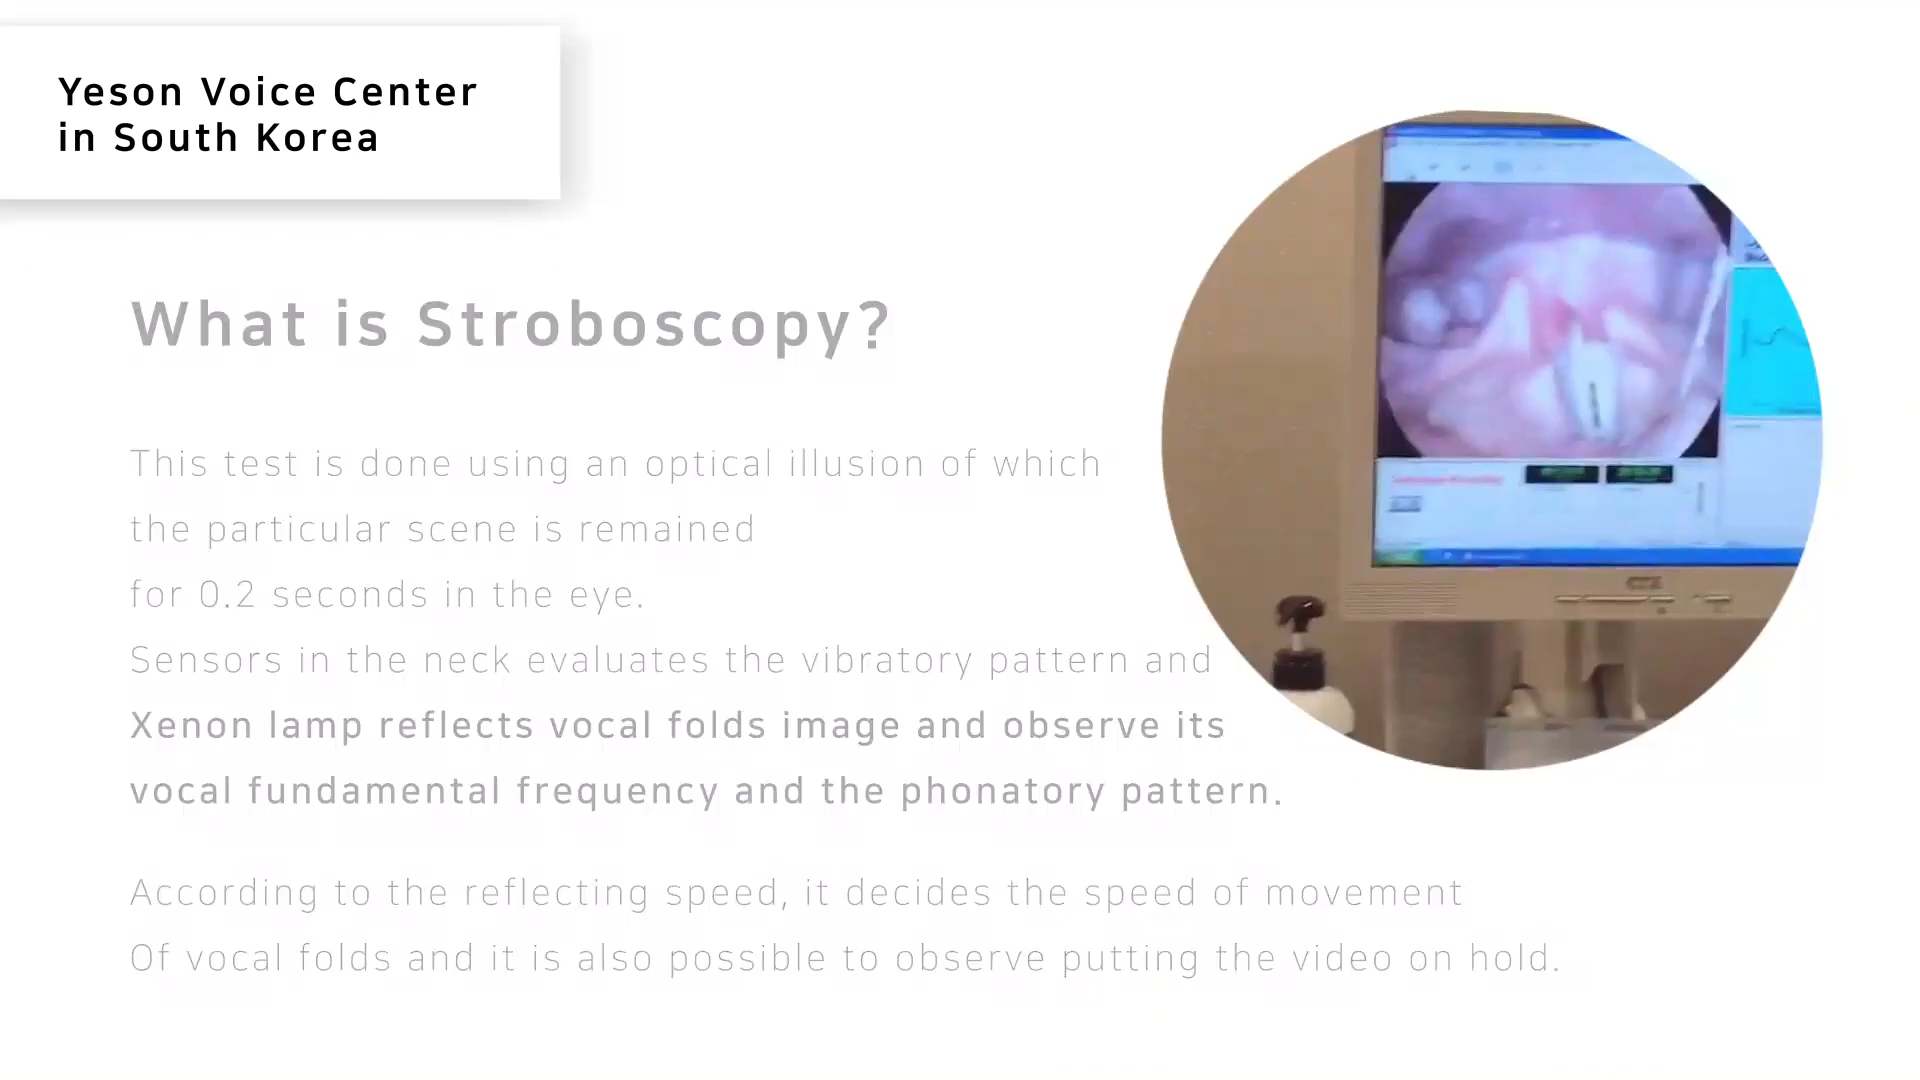 Yeson Voice Center
in South Korea
What is Stroboscopy?
This test is done using an optical illusion of which
the particular scene is remained
for 0.2 seconds in the eye.
Sensors in the neck evaluates the vibratory pattern and
Xenon lamp reflects vocal folds image and observe its
vocal fundamental frequency and the phonatory pattern.
According to the reflecting speed, it decides the speed of movement
Of vocal folds and it is also possible to observe putting the video on hold.